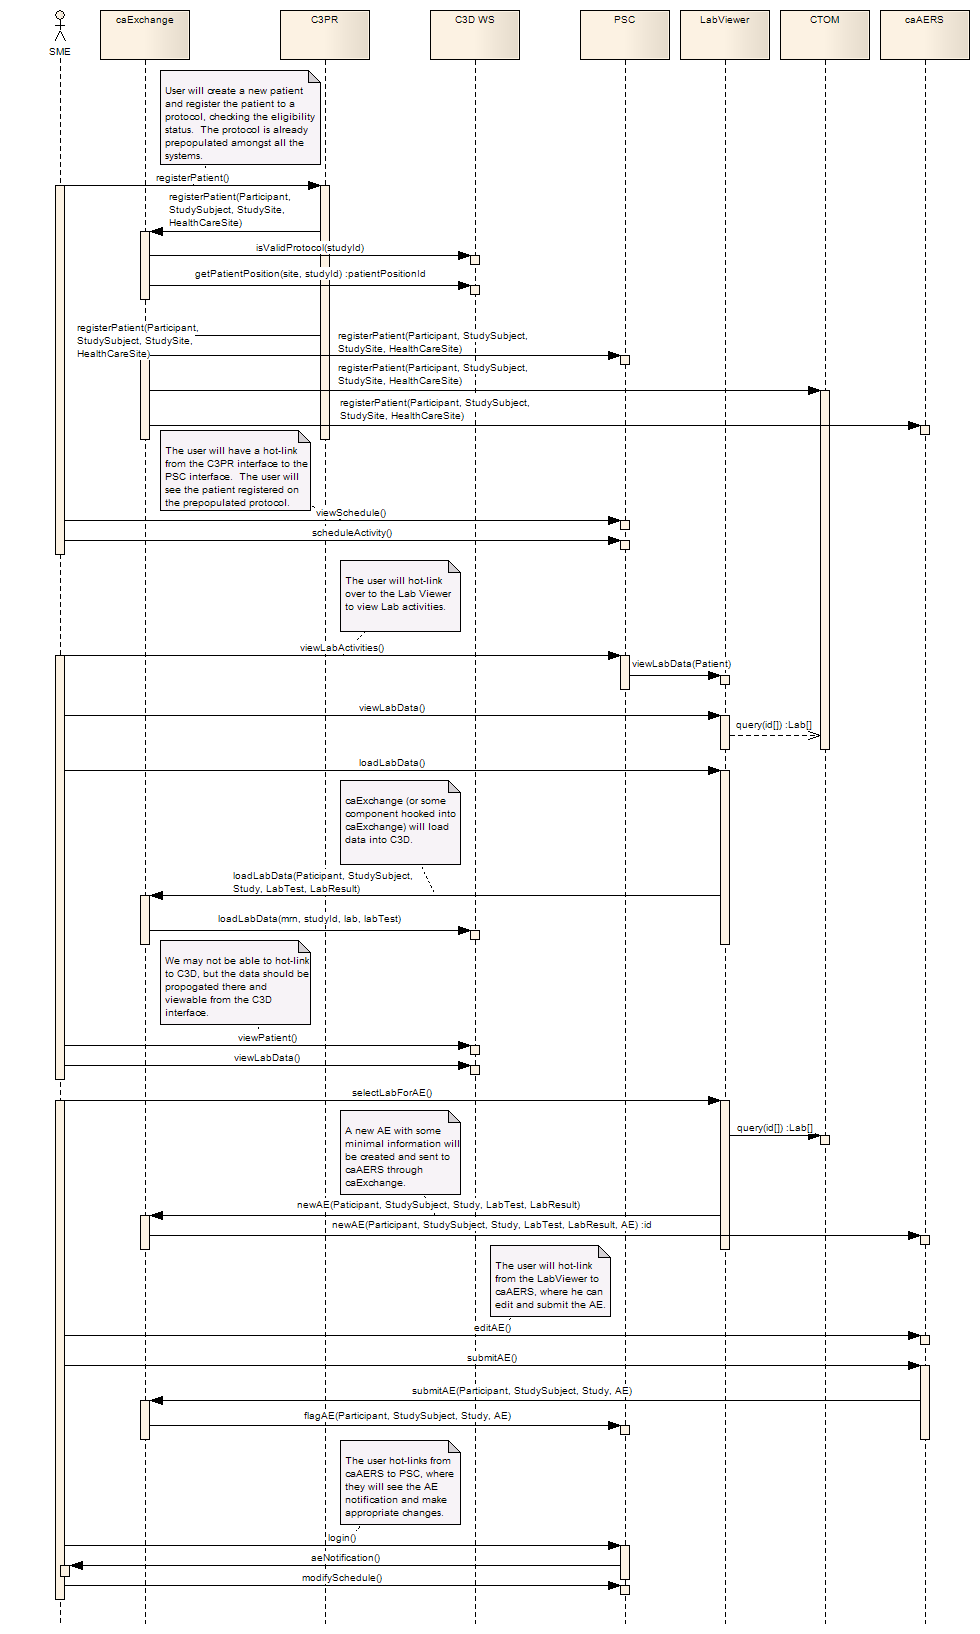 caExchange
C3PR
C3D WS
PSC
LabViewer
CTOM
caAERS
SME
User will create a new patient
and register the patient to a
protocol, checking the eligibility
status.  The protocol is already
prepopulated amongst all the
systems.
registerPatient()
registerPatient(Participant,
StudySubject, StudySite,
HealthCareSite)
isValidProtocol(studyId)
getPatientPosition(site, studyId) :patientPositionId
registerPatient(Participant,
StudySubject, StudySite,
HealthCareSite)
registerPatient(Participant, StudySubject,
StudySite, HealthCareSite)
registerPatient(Participant, StudySubject,
StudySite, HealthCareSite)
registerPatient(Participant, StudySubject,
StudySite, HealthCareSite)
The user will have a hot-link
from the C3PR interface to the
PSC interface.  The user will
see the patient registered on
the prepopulated protocol.
viewSchedule()
scheduleActivity()
The user will hot-link
over to the Lab Viewer
to view Lab activities.
viewLabActivities()
viewLabData(Patient)
viewLabData()
query(id[]) :Lab[]
loadLabData()
caExchange (or some
component hooked into
caExchange) will load
data into C3D.
loadLabData(Paticipant, StudySubject,
Study, LabTest, LabResult)
loadLabData(mrn, studyId, lab, labTest)
We may not be able to hot-link
to C3D, but the data should be
propogated there and
viewable from the C3D
interface.
viewPatient()
viewLabData()
selectLabForAE()
A new AE with some
minimal information will
be created and sent to
caAERS through
caExchange.
query(id[]) :Lab[]
newAE(Paticipant, StudySubject, Study, LabTest, LabResult)
newAE(Participant, StudySubject, Study, LabTest, LabResult, AE) :id
The user will hot-link
from the LabViewer to
caAERS, where he can
edit and submit the AE.
editAE()
submitAE()
submitAE(Participant, StudySubject, Study, AE)
flagAE(Participant, StudySubject, Study, AE)
The user hot-links from
caAERS to PSC, where
they will see the AE
notification and make
appropriate changes.
login()
aeNotification()
modifySchedule()